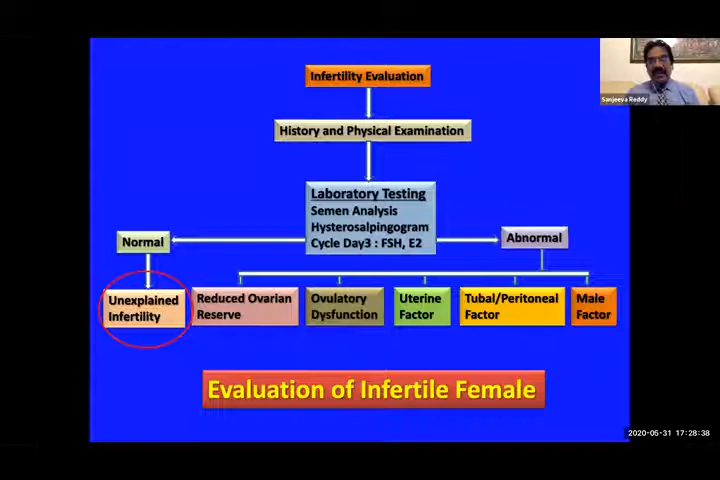 Infertility Evaluation
Sanjeeva Reddy
History and Physical Examination
Laboratory Testing
Semen Analysis
Hysterosalpingogram
Cycle Day3 : FSH, E2
Normal
Abnormal
Unexplained
Infertility
Reduced Ovarian
Reserve
Ovulatory
Dysfunction
Uterine
Factor
Tubal/Peritoneal
Factor
Male
Factor
Evaluation of Infertile Female
2020-05-31 17:28:38